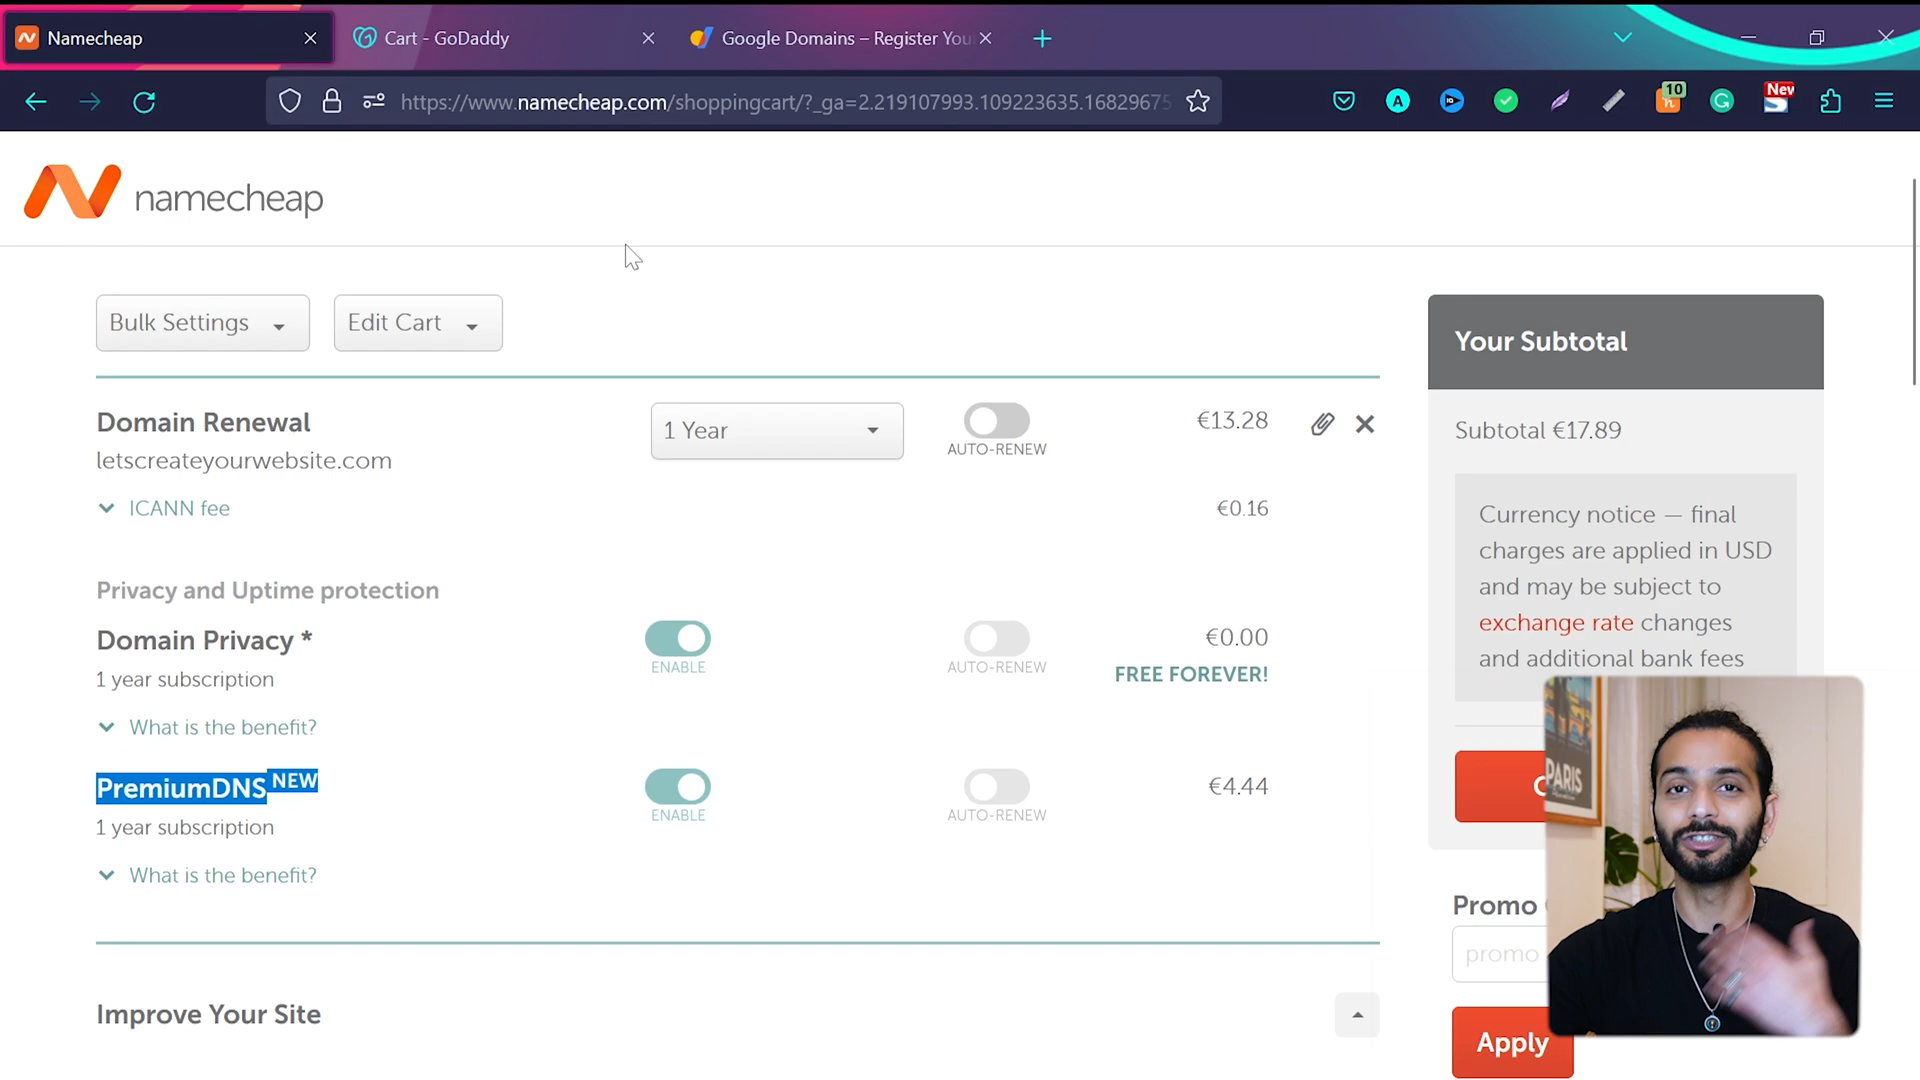 Namecheap
Cart - GoDaddy
Google Domains – Register You
https://www.namecheap.com/shoppingcart/?_ga=2.219107993.109223635.16829675
A
10
New
namecheap
Bulk Settings
Edit Cart
Your Subtotal
Domain Renewal
letscreateyourwebsite.com
1 Year
AUTO-RENEW
€13.28
ICANN fee
€0.16
Subtotal €17.89
Currency notice — final
charges are applied in USD
and may be subject to
exchange rate changes
and additional bank fees
Privacy and Uptime protection
Domain Privacy *
1 year subscription
ENABLE
AUTO-RENEW
€0.00
FREE FOREVER!
What is the benefit?
PremiumDNS NEW
1 year subscription
ENABLE
AUTO-RENEW
€4.44
What is the benefit?
PARIS
Promo
promo
Apply
Improve Your Site